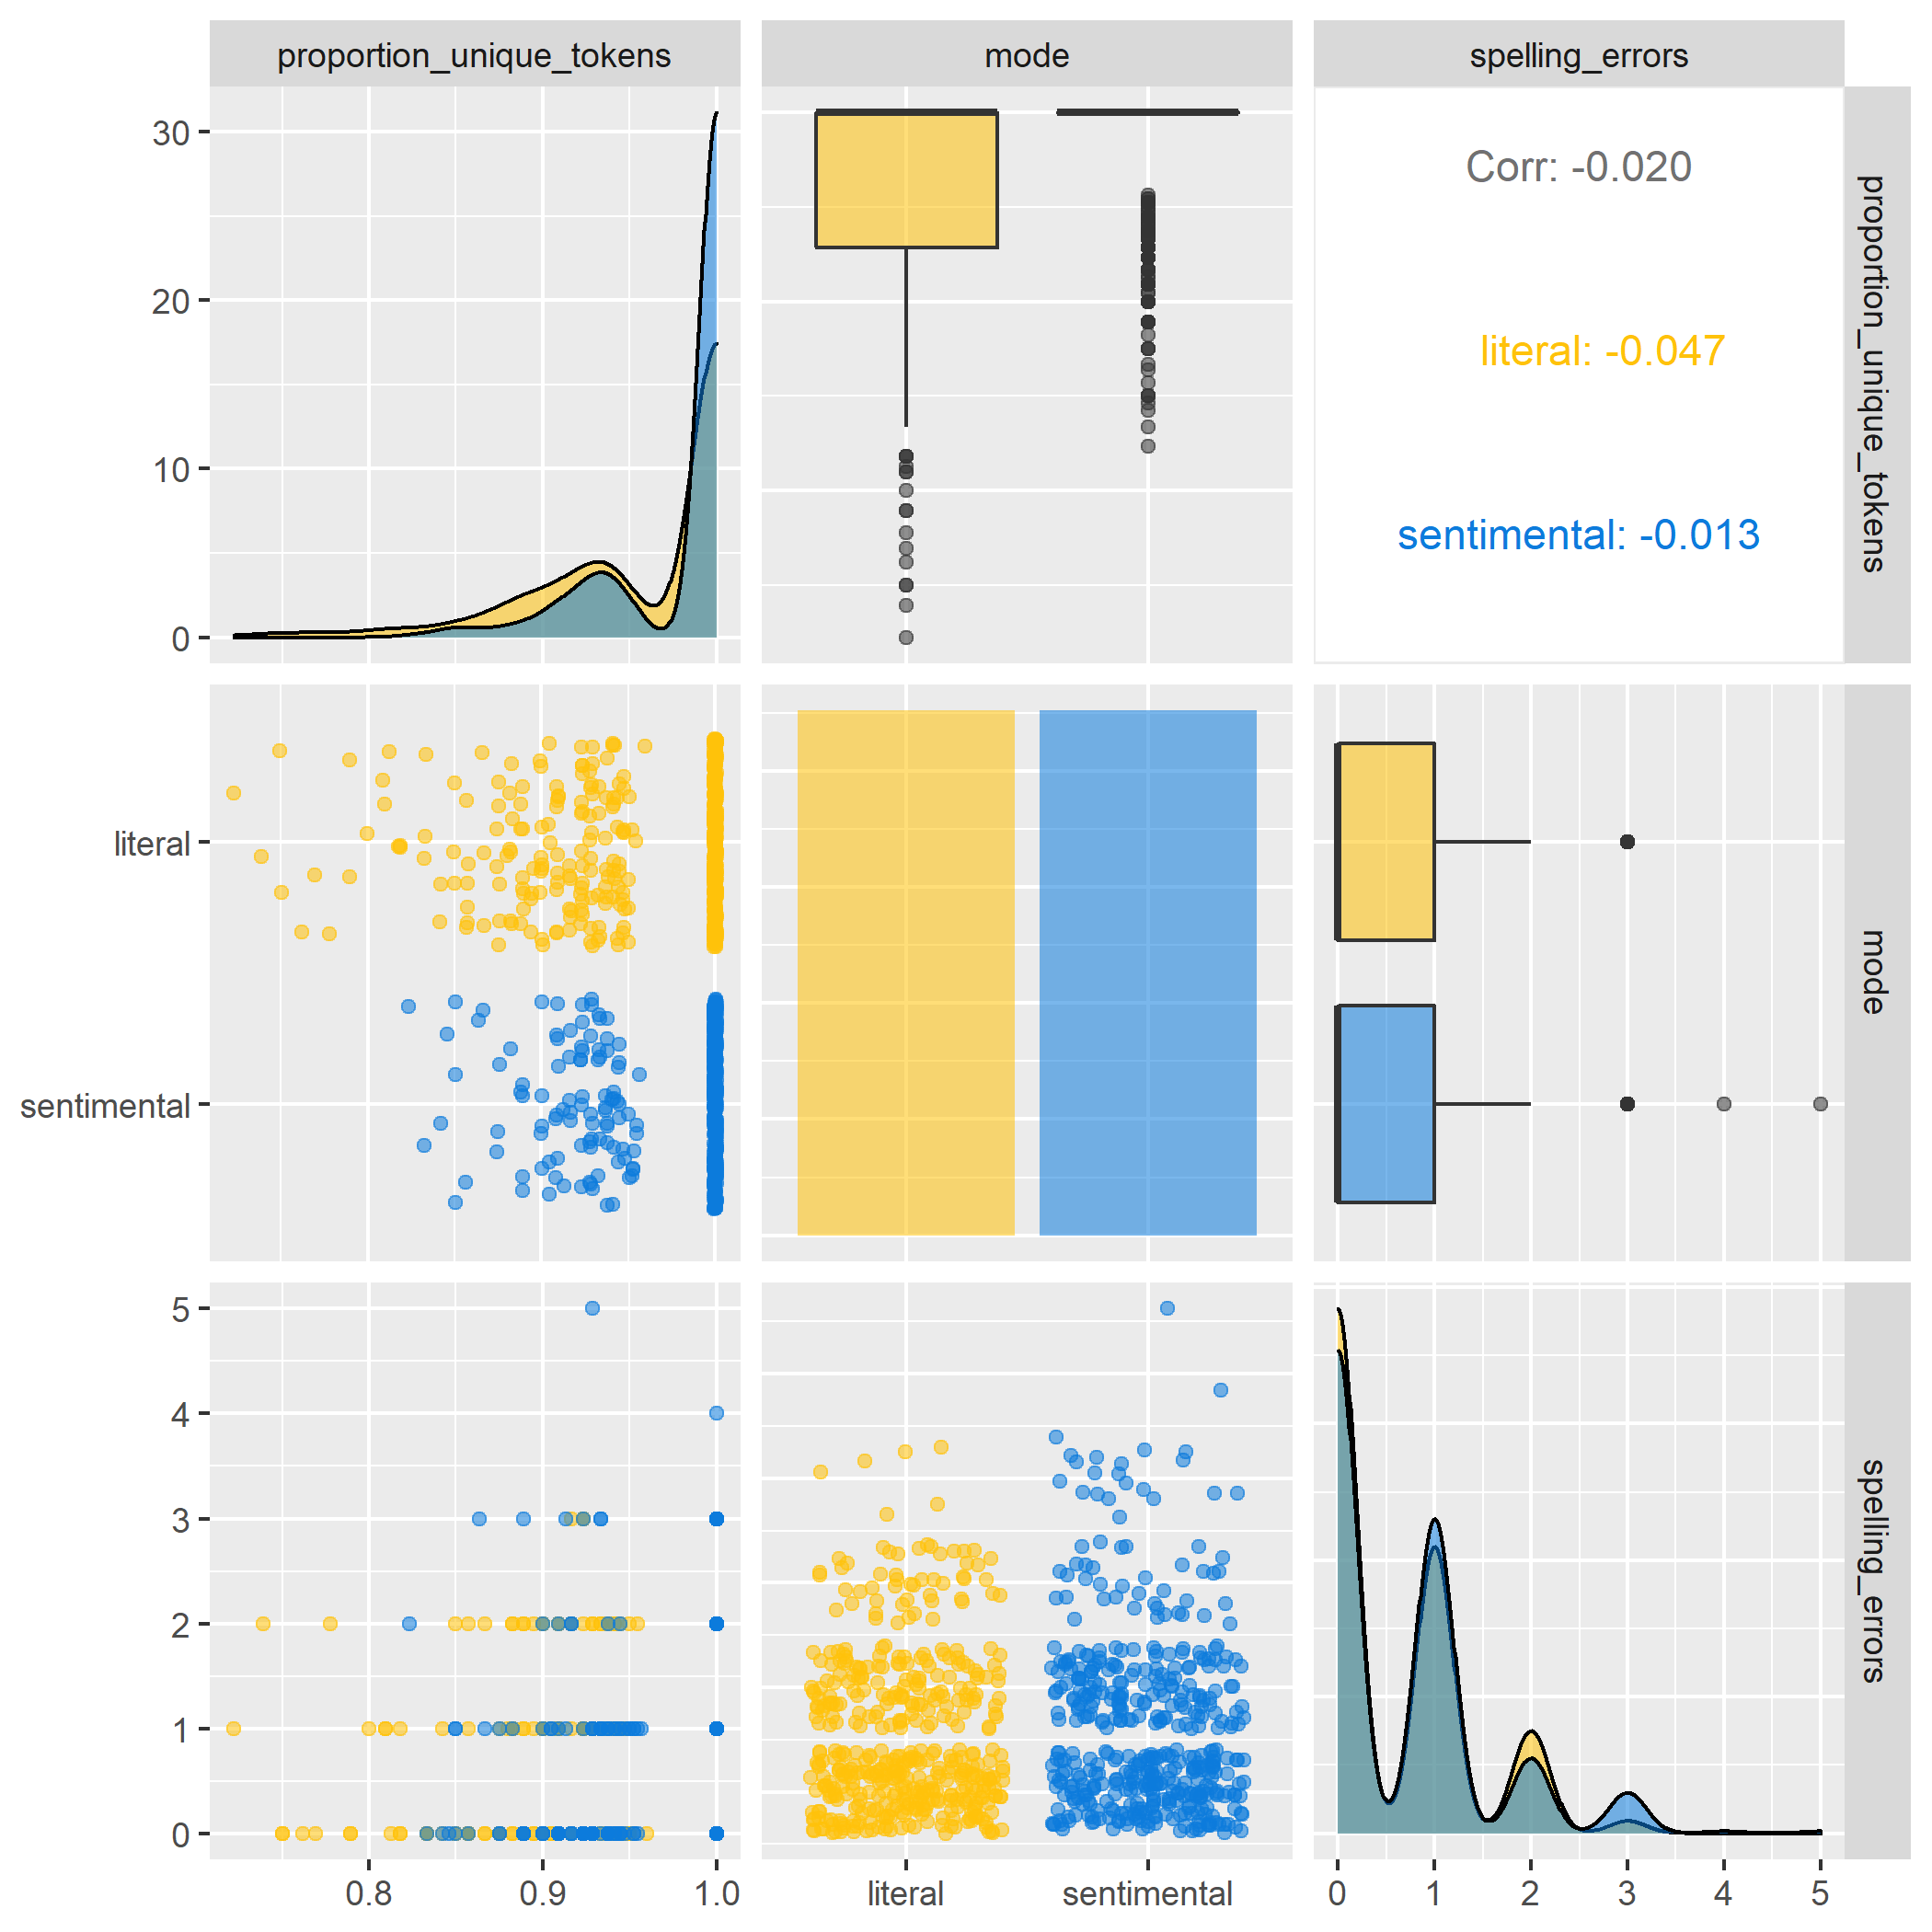 proportion_unique_tokens
mode
spelling_errors
30
20
10
0
Corr: -0.020
literal: -0.047
sentimental: -0.013
proportion_unique_tokens
literal
sentimental
mode
5
4
3
2
1
0
spelling_errors
0.8 0.9 1.0
literal sentimental
0 1 2 3 4 5